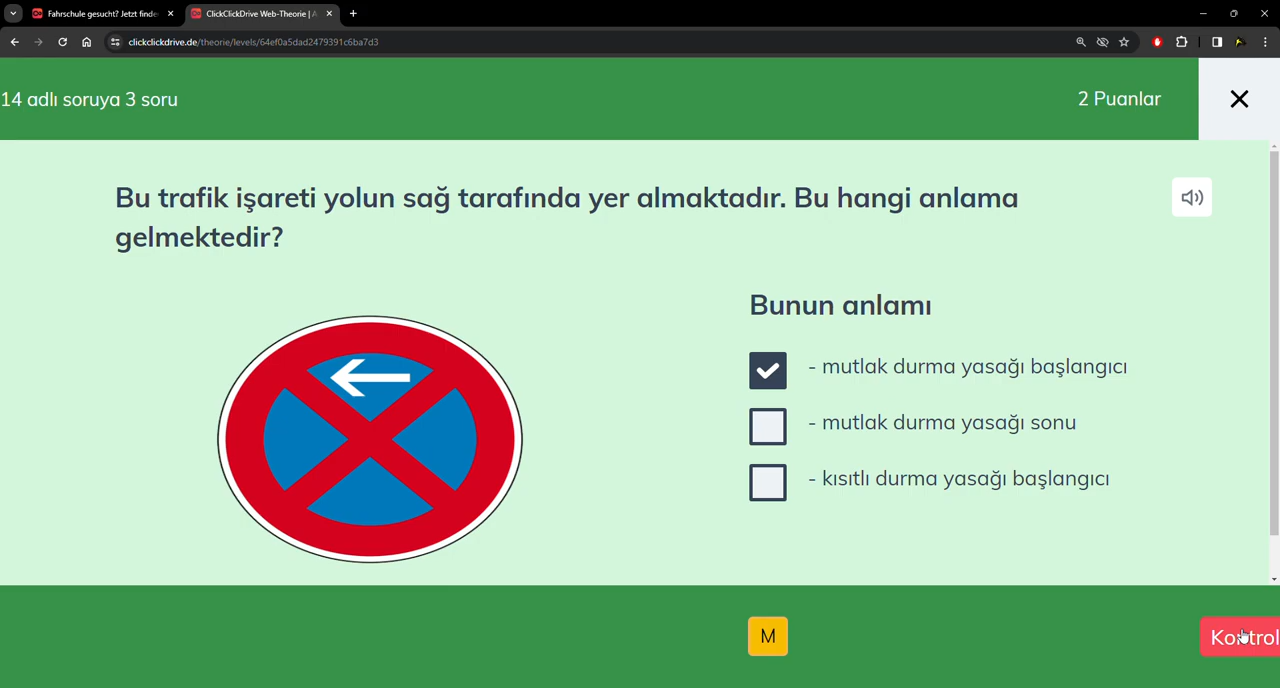 Fahrschule gesucht? Jetzt finde
ClickClickDrive Web-Theorie | A
clickclickdrive.de/theorie/levels/64ef0a5dad2479391c6ba7d3
14 adlı soruya 3 soru
2 Puanlar
Bu trafik işareti yolun sağ tarafında yer almaktadır. Bu hangi anlama
gelmektedir?
Bunun anlamı
- mutlak durma yasağı başlangıcı
- mutlak durma yasağı sonu
- kısıtlı durma yasağı başlangıcı
M
Kontrol